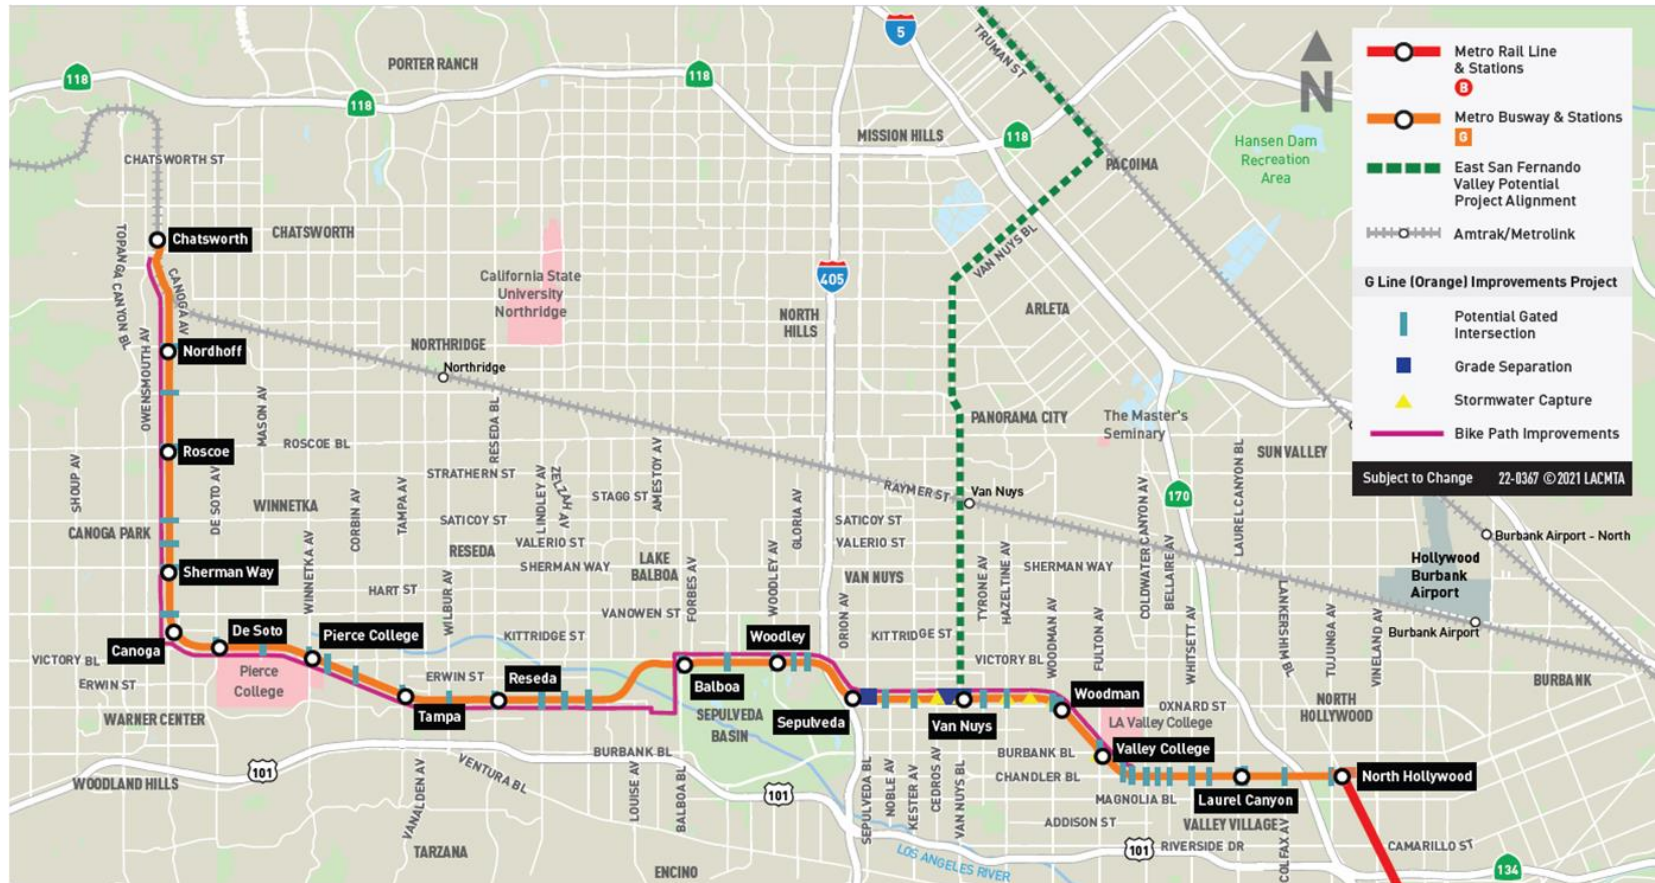 5
TRUMAN ST
118
PORTER RANCH
118
118
118
MISSION HILLS
PACOIMA
Hansen Dam
Recreation
Area
CHATSWORTH ST
TOPANGA CANYON BL
Chatsworth
CHATSWORTH
CANOGA AV
California State
University
Northridge
405
VAN NUYS BL
NORTH
HILLS
ARLETA
OWENSMOUTH AV
Nordhoff
NORTHRIDGE
Northridge
MASON AV
RESEDA BL
PANORAMA CITY
The Master's
Seminary
Roscoe
ROSCOE BL
STRATHERN ST
SUN VALLEY
SHOUP AV
DE SOTO AV
WINNETKA
CORBIN AV
TAMPA AV
LINDLEY AV
ZELZAH AV
STAGG ST
AMESTOY AV
GLORIA AV
RAYMER ST
Van Nuys
COLDWATER CANYON AV
170
LAUREL CANYON BL
CANOGA PARK
SATICOY ST
SATICOY ST
VALERIO ST
VALERIO ST
RESEDA
SHERMAN WAY
LAKE
BALBOA
VAN NUYS
SHERMAN WAY
Burbank Airport - North
Hollywood
Burbank
Airport
Burbank Airport
Sherman Way
WINNETKA AV
HART ST
WILBUR AV
VANOWEN ST
FORBES AV
WOODLEY AV
ORION AV
TYRONE AV
HAZELTINE AV
WOODMAN AV
FULTON AV
BELLAIRE AV
WHITSETT AV
LANKERSHIM BL
TUJUNGA AV
VINELAND AV
Canoga
De Soto
Pierce College
KITTRIDGE ST
Woodley
KITTRIDGE ST
VICTORY BL
VICTORY BL
ERWIN ST
Pierce
College
ERWIN ST
Reseda
Balboa
Woodman
BURBANK
WARNER CENTER
Tampa
SEPULVEDA
BASIN
Sepulveda
Van Nuys
LA Valley College
OXNARD ST
NORTH
HOLLYWOOD
101
WOODLAND HILLS
VENTURA BL
BURBANK BL
BURBANK BL
Valley College
CHANDLER BL
North Hollywood
VANALDEN AV
LOUISE AV
BALBOA BL
101
SEPULVEDA BL
NOBLE AV
KESTER AV
CEDROS AV
VAN NUYS BL
MAGNOLIA BL
Laurel Canyon
ADDISON ST
VALLEY VILLAGE
TARZANA
ENCINO
LOS ANGELES RIVER
101
RIVERSIDE DR
COLFAX AV
CAMARILLO ST
134
N
Metro Rail Line
& Stations
B
Metro Busway & Stations
G
East San Fernando
Valley Potential
Project Alignment
Amtrak/Metrolink
G Line (Orange) Improvements Project
Potential Gated
Intersection
Grade Separation
Stormwater Capture
Bike Path Improvements
Subject to Change 22-0367 ©2021 LACMTA